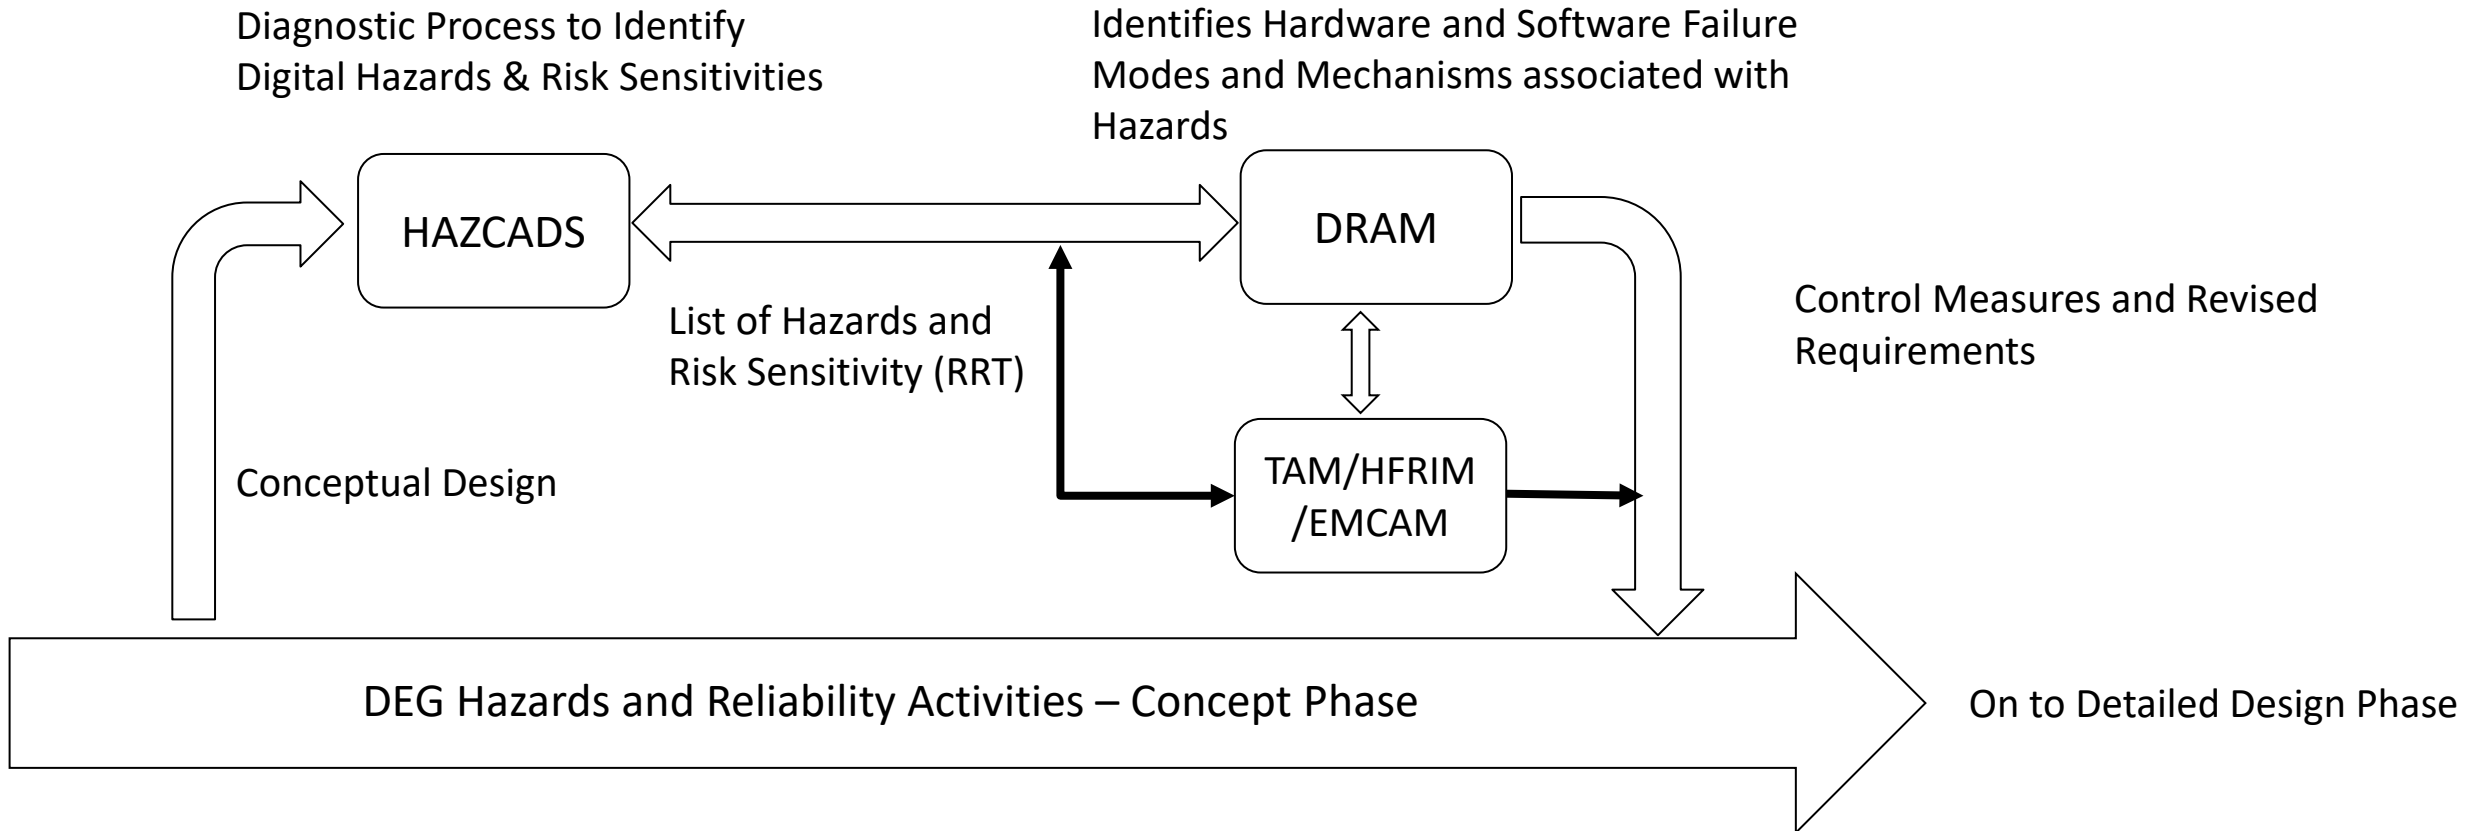 Diagnostic Process to Identify
Digital Hazards & Risk Sensitivities
Identifies Hardware and Software Failure
Modes and Mechanisms associated with
Hazards
HAZCADS
DRAM
List of Hazards and
Risk Sensitivity (RRT)
Control Measures and Revised
Requirements
Conceptual Design
TAM/HFRIM
/EMCAM
DEG Hazards and Reliability Activities – Concept Phase
On to Detailed Design Phase